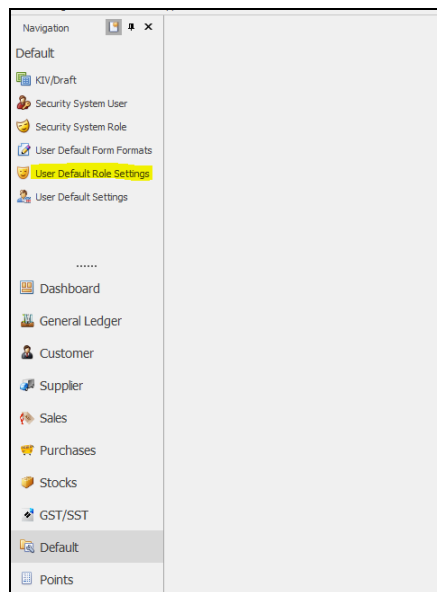 Navigation
Default
KIV/Draft
Security System User
Security System Role
User Default Form Formats
User Default Role Settings
User Default Settings
Dashboard
General Ledger
Customer
Supplier
Sales
Purchases
Stocks
GST/SST
Default
Points